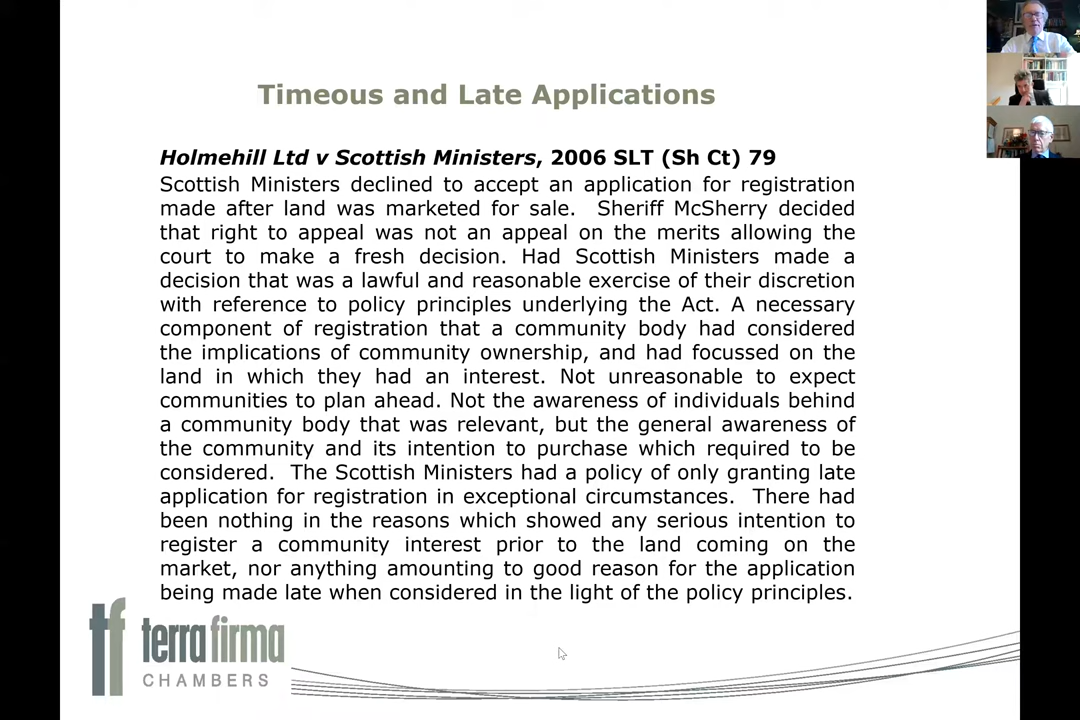 Timeous and Late Applications
Holmehill Ltd v Scottish Ministers, 2006 SLT (Sh Ct) 79
Scottish Ministers declined to accept an application for registration
made after land was marketed for sale.  Sheriff McSherry decided
that right to appeal was not an appeal on the merits allowing the
court to make a fresh decision. Had Scottish Ministers made a
decision that was a lawful and reasonable exercise of their discretion
with reference to policy principles underlying the Act. A necessary
component of registration that a community body had considered
the implications of community ownership, and had focussed on the
land in which they had an interest. Not unreasonable to expect
communities to plan ahead. Not the awareness of individuals behind
a community body that was relevant, but the general awareness of
the community and its intention to purchase which required to be
considered.  The Scottish Ministers had a policy of only granting late
application for registration in exceptional circumstances.  There had
been nothing in the reasons which showed any serious intention to
register a community interest prior to the land coming on the
market, nor anything amounting to good reason for the application
being made late when considered in the light of the policy principles.
tf terra firma
CHAMBERS